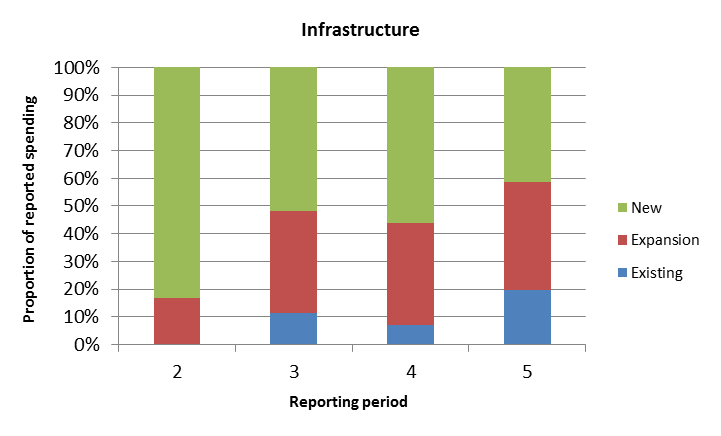 Infrastructure
Proportion of reported spending
100%
90%
80%
70%
60%
50%
40%
30%
20%
10%
0%
2 3 4 5
Reporting period
New
Expansion
Existing